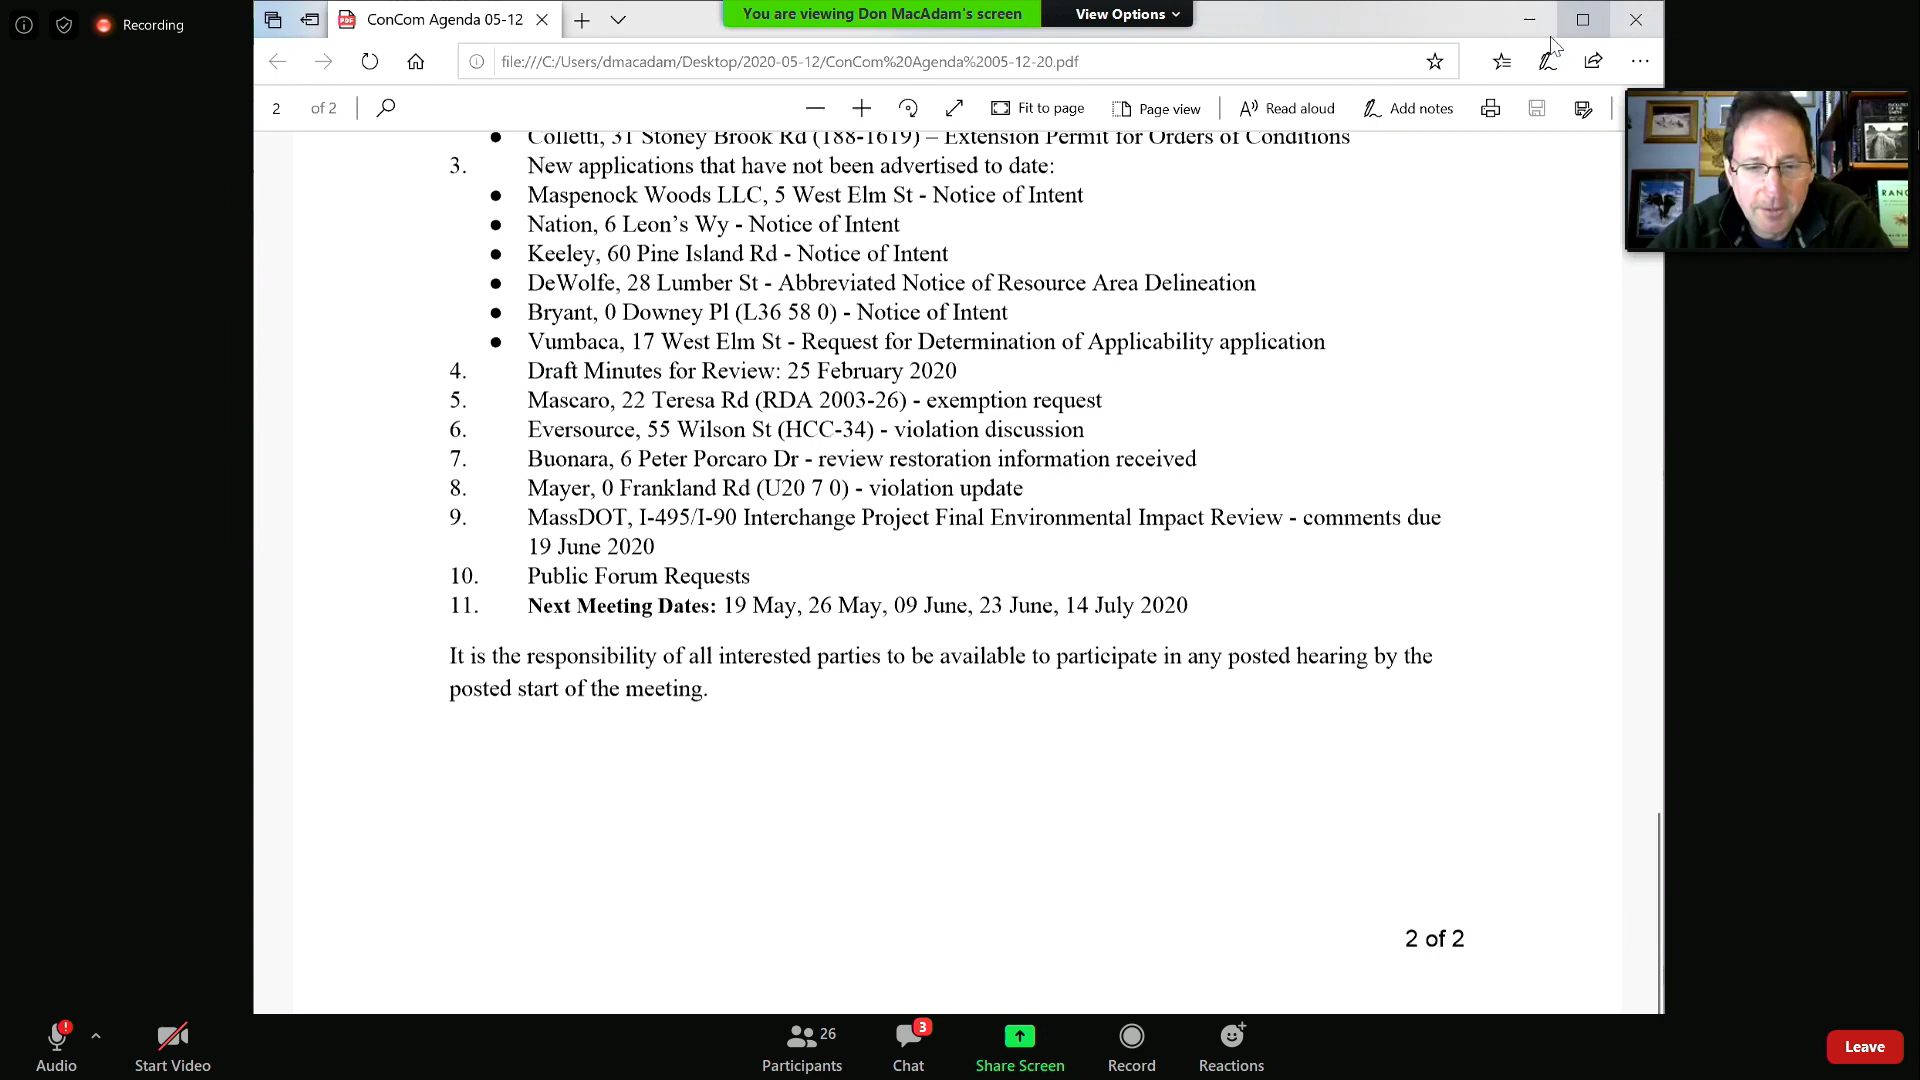 Recording
ConCom Agenda 05-12
You are viewing Don MacAdam's screen
View Options
file:///C:/Users/dmacadam/Desktop/2020-05-12/ConCom%20Agenda%2005-12-20.pdf
2 of 2
Fit to page
Page view
Read aloud
Add notes
• Colletti, 31 Stoney Brook Rd (188-1619) – Extension Permit for Orders of Conditions
3. New applications that have not been advertised to date:
• Maspenock Woods LLC, 5 West Elm St - Notice of Intent
• Nation, 6 Leon’s Wy - Notice of Intent
• Keeley, 60 Pine Island Rd - Notice of Intent
• DeWolfe, 28 Lumber St - Abbreviated Notice of Resource Area Delineation
• Bryant, 0 Downey Pl (L36 58 0) - Notice of Intent
• Vumbaca, 17 West Elm St - Request for Determination of Applicability application
4. Draft Minutes for Review: 25 February 2020
5. Mascaro, 22 Teresa Rd (RDA 2003-26) - exemption request
6. Eversource, 55 Wilson St (HCC-34) - violation discussion
7. Buonara, 6 Peter Porcaro Dr - review restoration information received
8. Mayer, 0 Frankland Rd (U20 7 0) - violation update
9. MassDOT, I-495/I-90 Interchange Project Final Environmental Impact Review - comments due
19 June 2020
10. Public Forum Requests
11. Next Meeting Dates: 19 May, 26 May, 09 June, 23 June, 14 July 2020
It is the responsibility of all interested parties to be available to participate in any posted hearing by the
posted start of the meeting.
2 of 2
Audio
Start Video
26
Participants
3
Chat
Share Screen
Record
Reactions
Leave